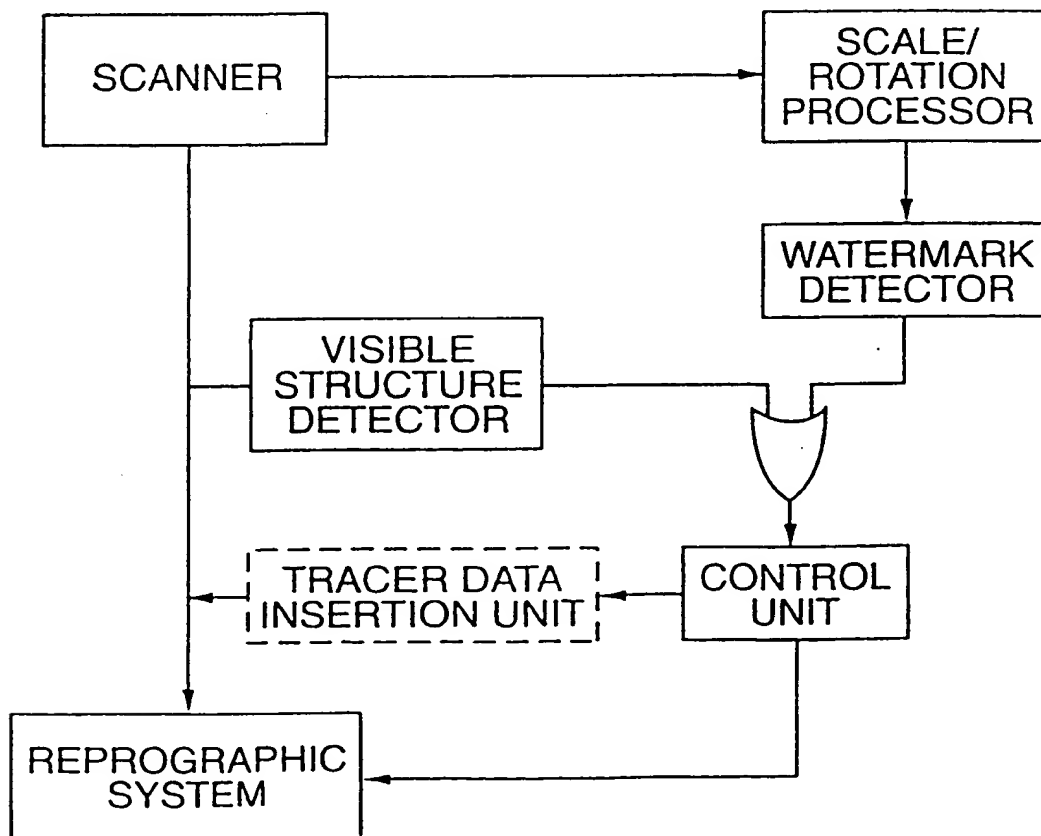 SCANNER
SCALE/
ROTATION
PROCESSOR
WATERMARK
DETECTOR
VISIBLE
STRUCTURE
DETECTOR
TRACER DATA
INSERTION UNIT
CONTROL
UNIT
REPROGRAPHIC
SYSTEM